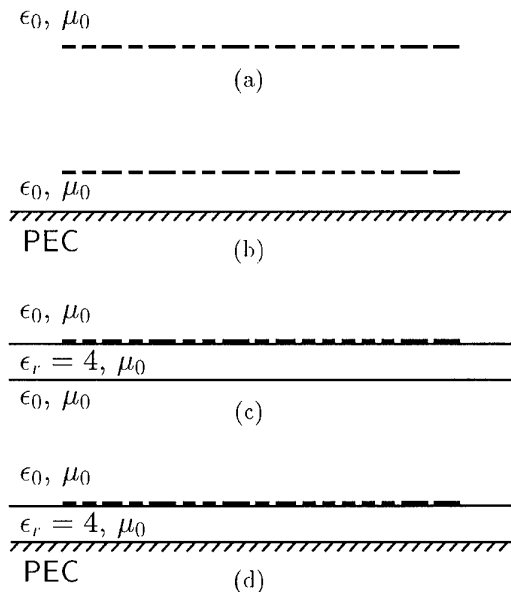 ϵ₀, μ₀
(a)
ϵ₀, μ₀
PEC
(b)
ϵ₀, μ₀
ϵᵣ = 4, μ₀
ϵ₀, μ₀
(c)
ϵ₀, μ₀
ϵᵣ = 4, μ₀
PEC
(d)